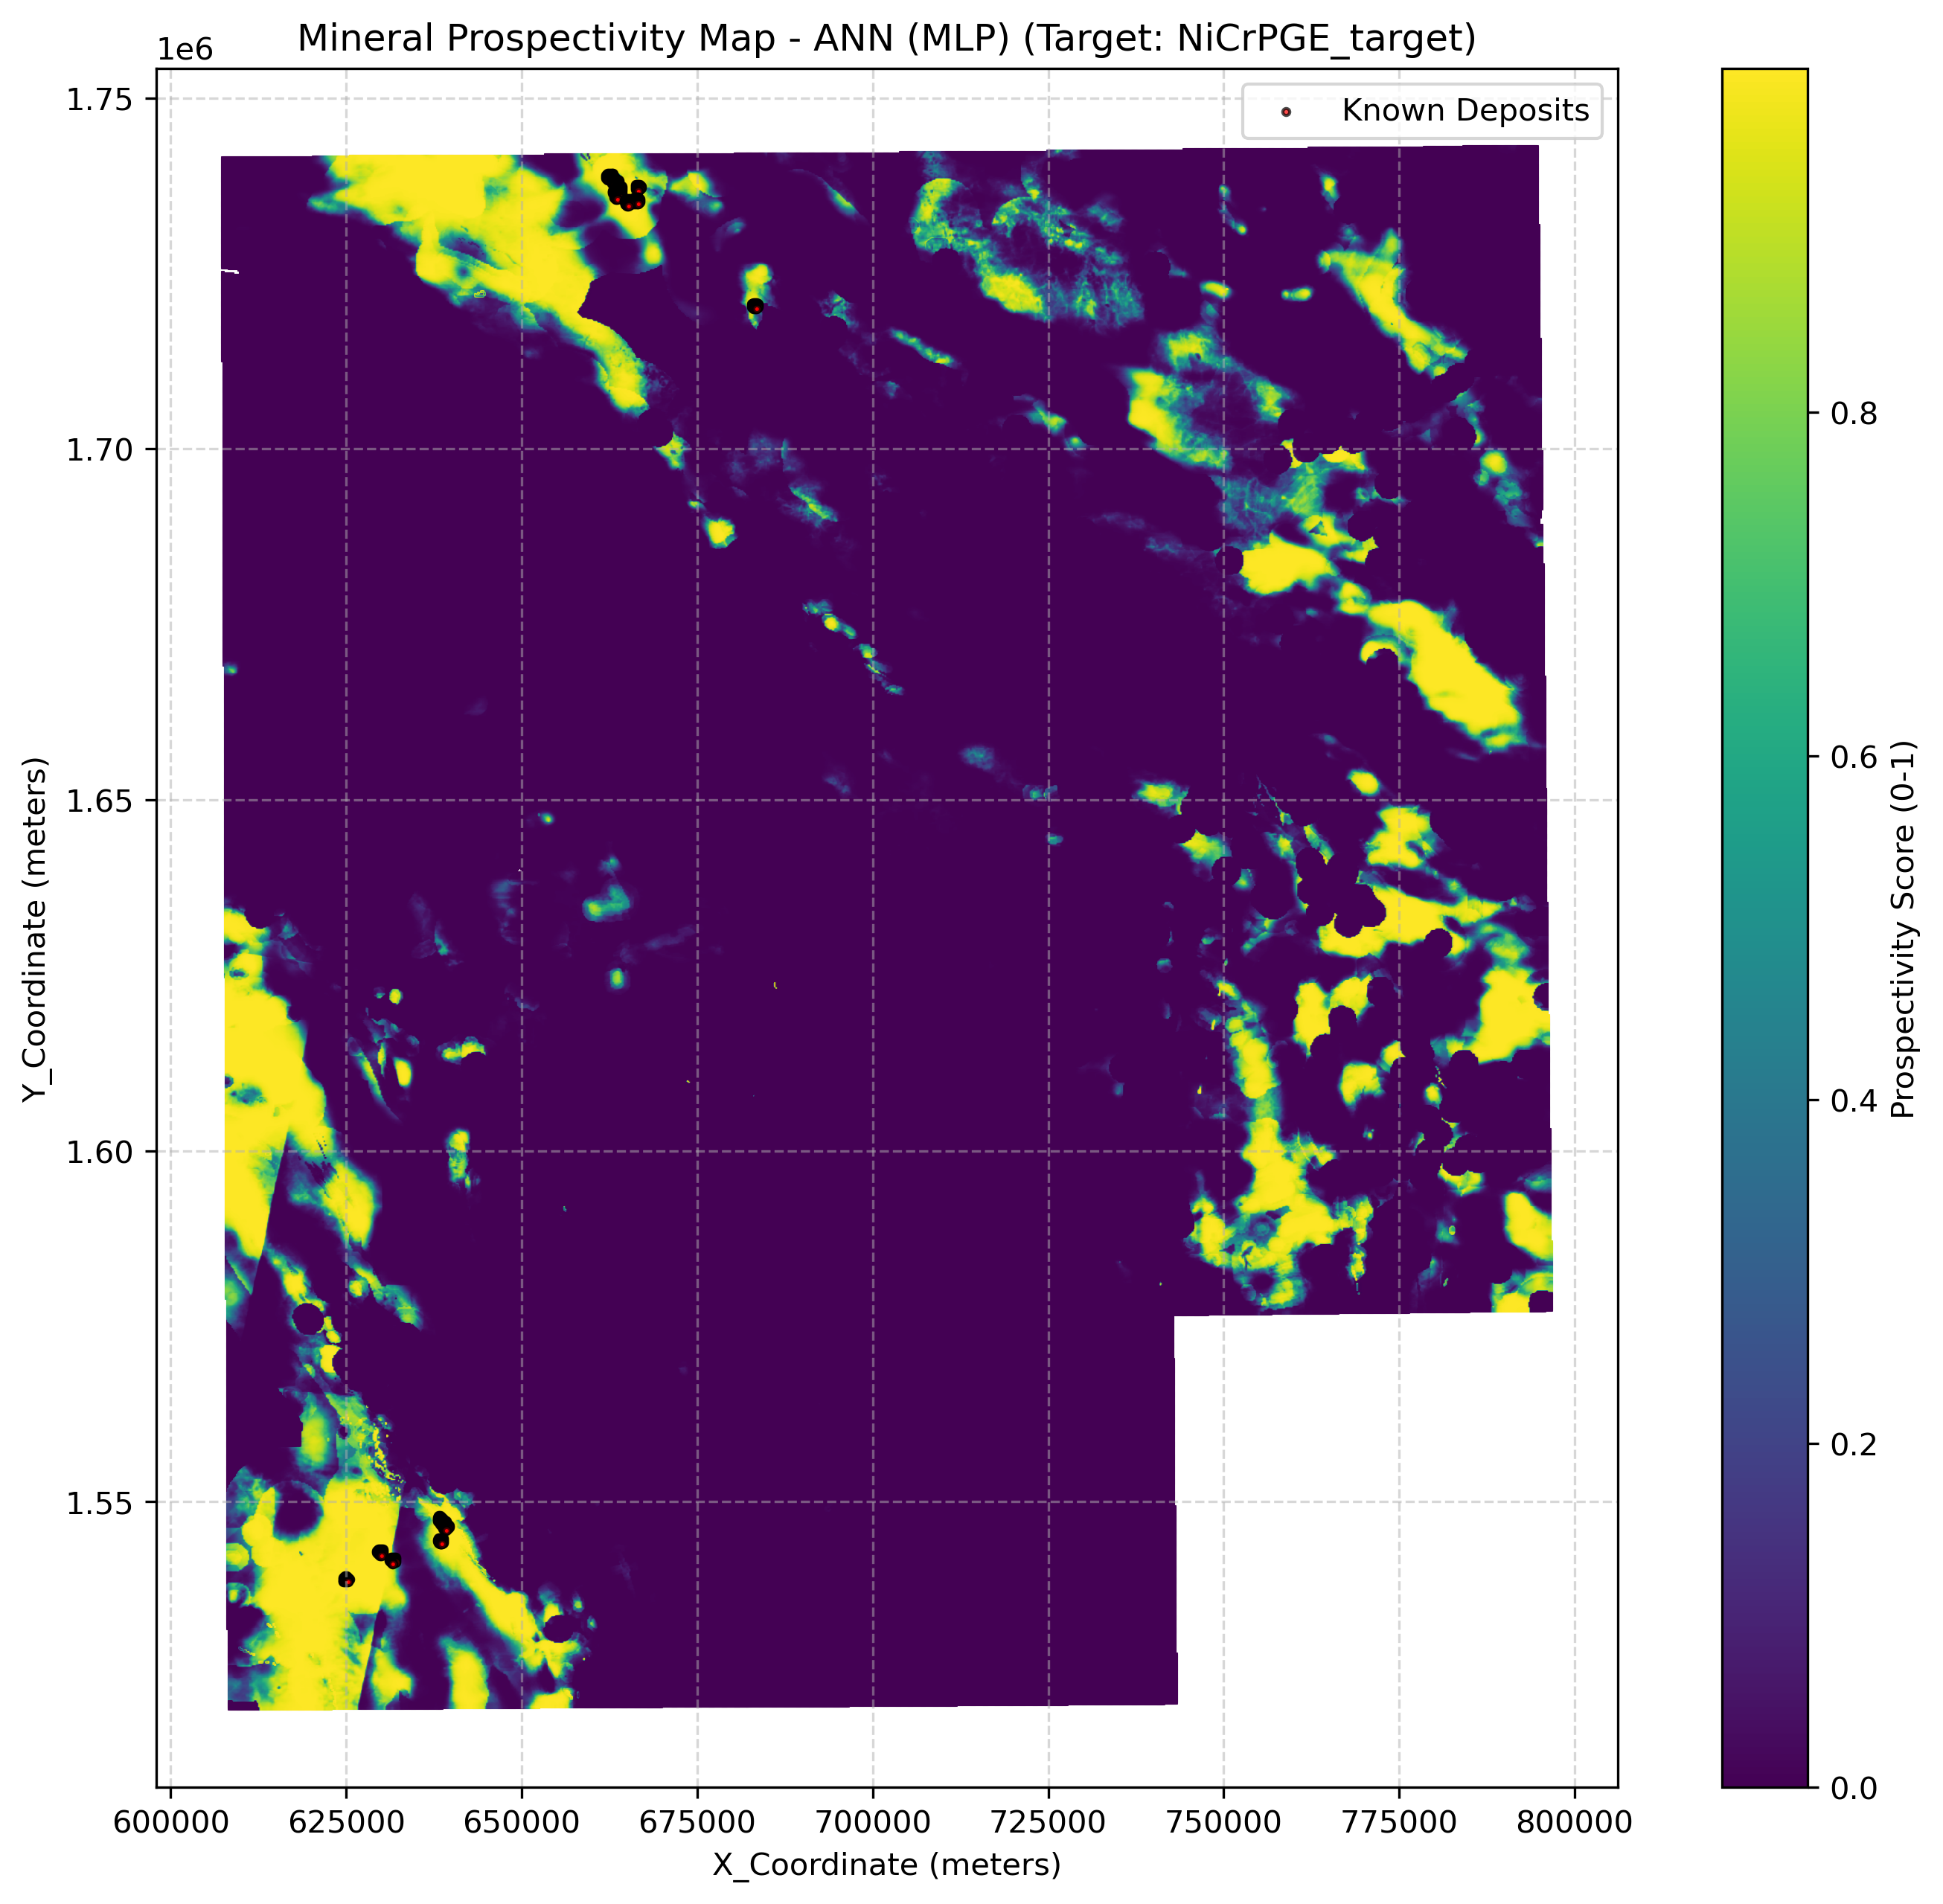 Mineral Prospectivity Map - ANN (MLP) (Target: NiCrPGE_target)
1e6
Known Deposits
1.75
1.70
1.65
1.60
1.55
Y_Coordinate (meters)
600000 625000 650000 675000 700000 725000 750000 775000 800000
X_Coordinate (meters)
0.8
0.6
0.4
0.2
0.0
Prospectivity Score (0-1)